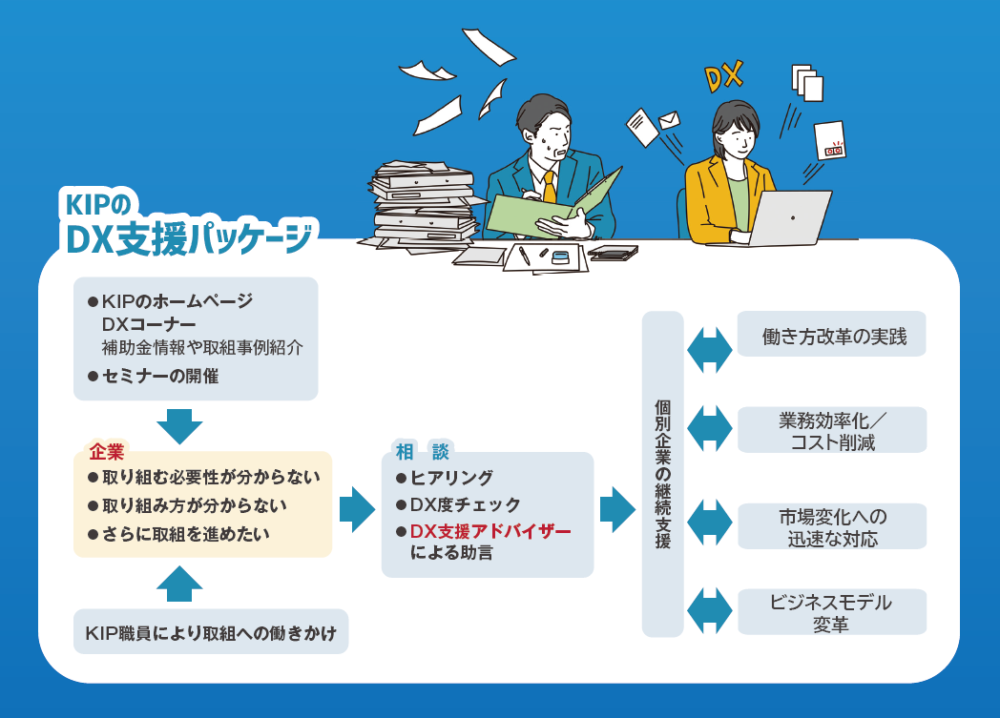 DX
KIPの
DX支援パッケージ
●KIPのホームページ
DXコーナー
補助金情報や取組事例紹介
●セミナーの開催
企業
●取り組む必要性が分からない
●取り組み方が分からない
●さらに取組を進めたい
KIP職員により取組への働きかけ
相 談
●ヒアリング
●DX度チェック
●DX支援アドバイザー
による助言
個別企業の継続支援
働き方改革の実践
業務効率化／
コスト削減
市場変化への
迅速な対応
ビジネスモデル
変革